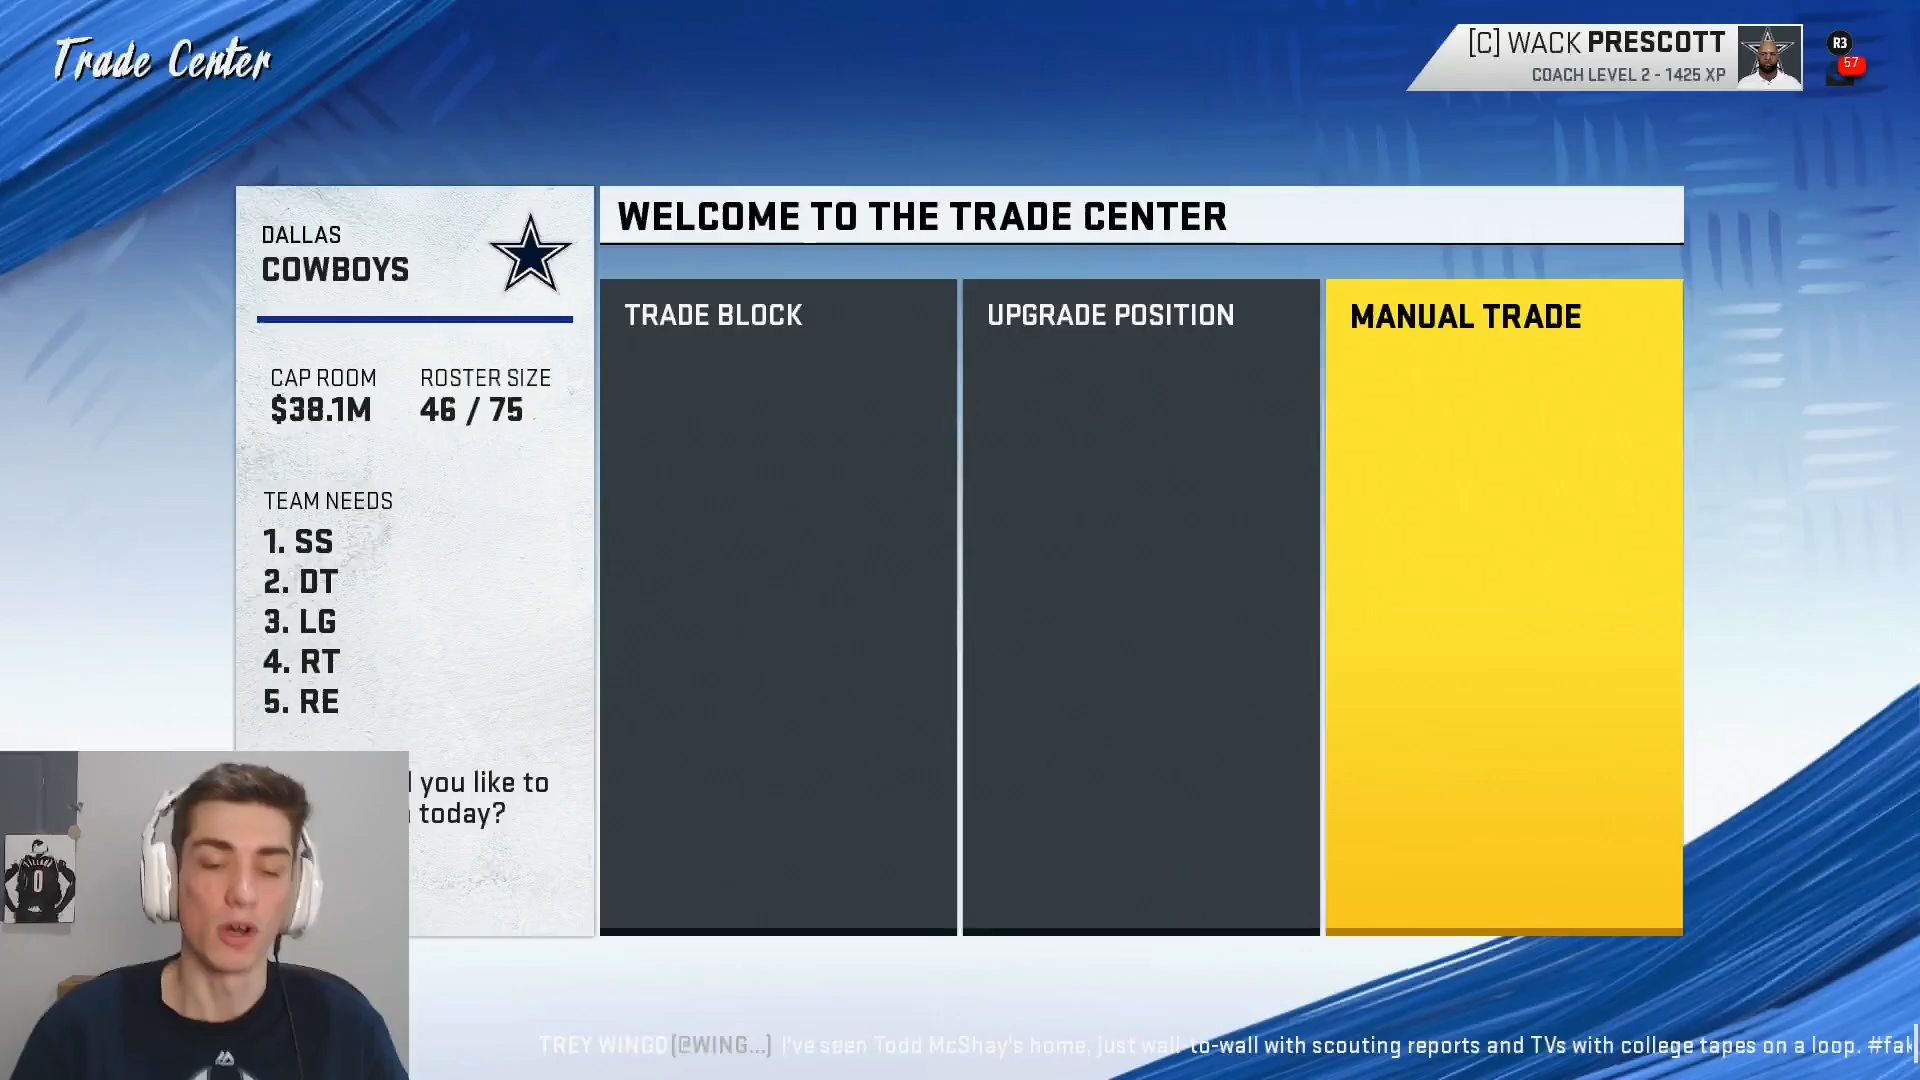 Trade Center
[C] WACK PRESCOTT
COACH LEVEL 2 - 1425 XP
R3
57
DALLAS
COWBOYS
CAP ROOM
$38.1M
ROSTER SIZE
46 / 75
TEAM NEEDS
1. SS
2. DT
3. LG
4. RT
5. RE
you like to
today?
WELCOME TO THE TRADE CENTER
TRADE BLOCK
UPGRADE POSITION
MANUAL TRADE
0
TREY WINGO (@WING...) I've seen Todd McShay's home, just wall-to-wall with scouting reports and TVs with college tapes on a loop. #fak